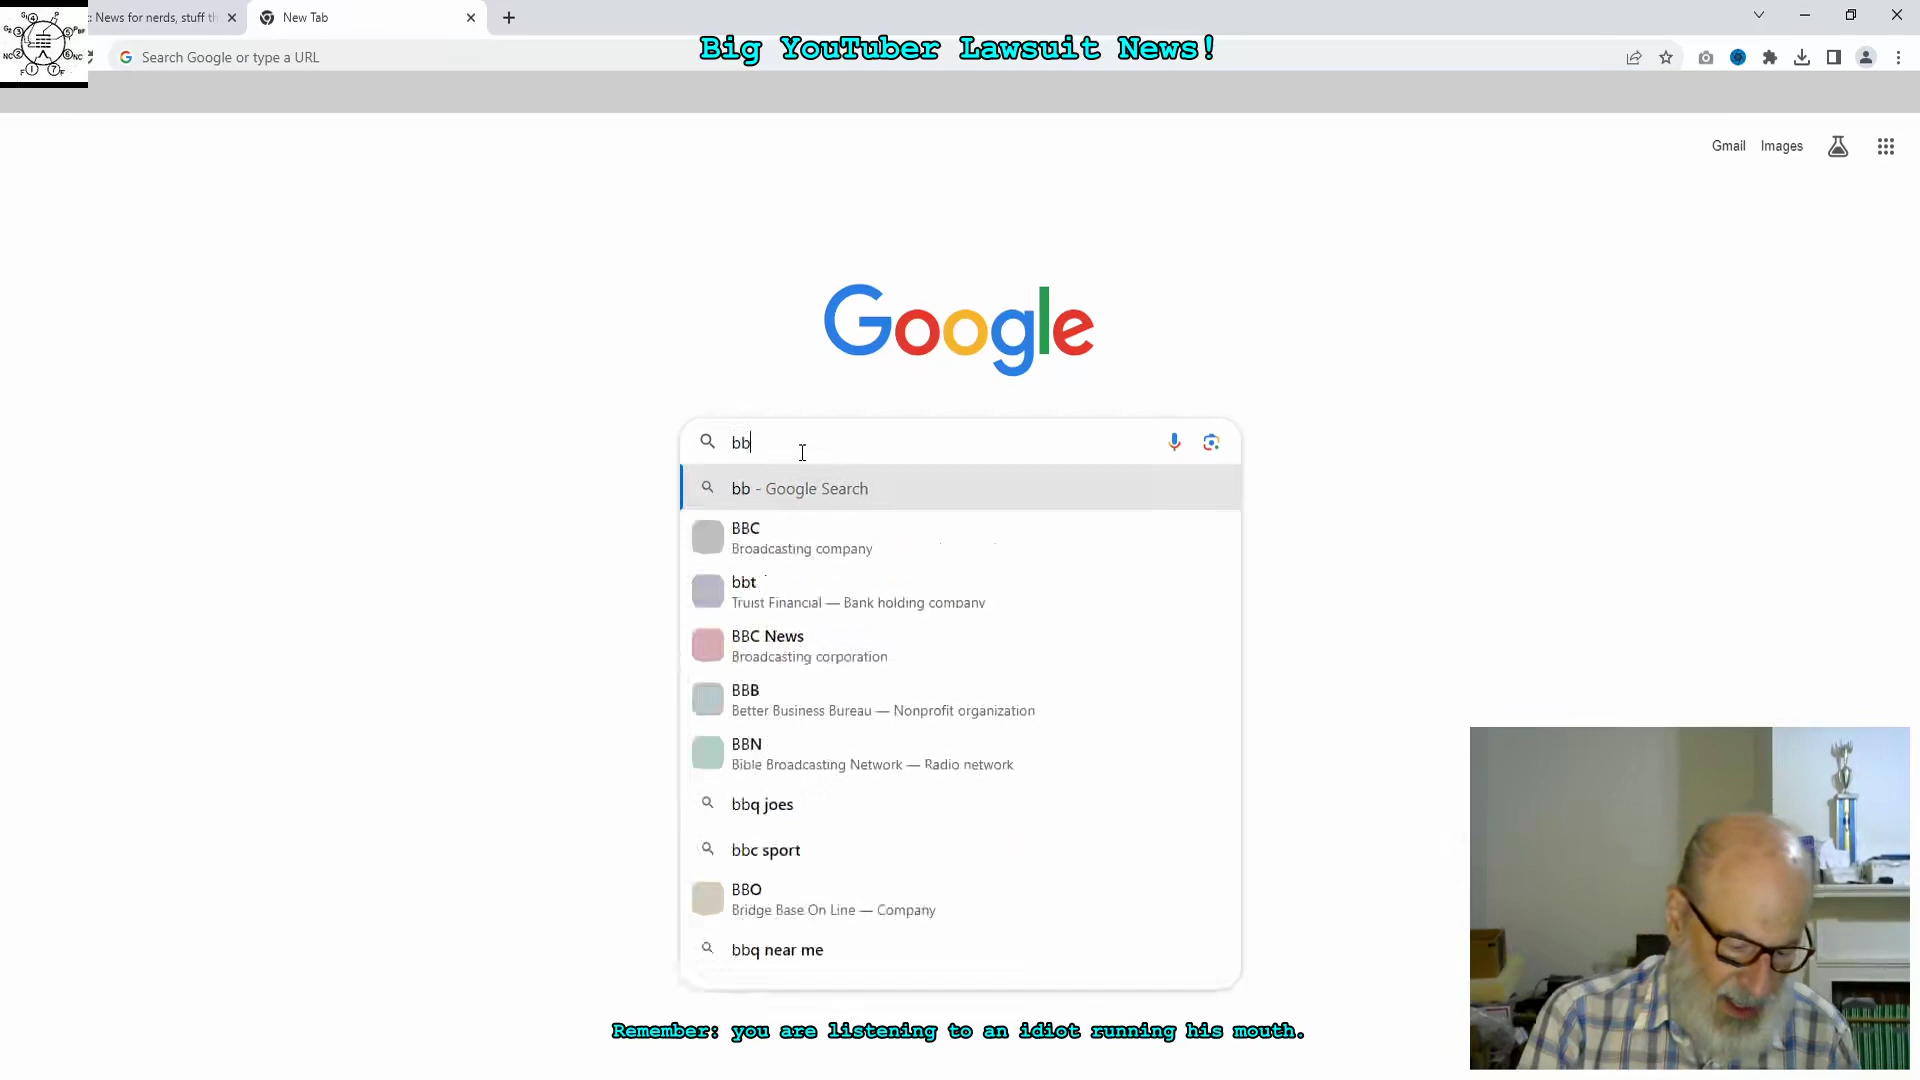 : News for nerds, stuff th
New Tab
Search Google or type a URL
Big YouTuber Lawsuit News!
Gmail Images
Google
bb
bb - Google Search
BBC
Broadcasting company
bbt
Truist Financial — Bank holding company
BBC News
Broadcasting corporation
BBB
Better Business Bureau — Nonprofit organization
BBN
Bible Broadcasting Network — Radio network
bbq joes
bbc sport
BBO
Bridge Base On Line — Company
bbq near me
Remember: you are listening to an idiot running his mouth.